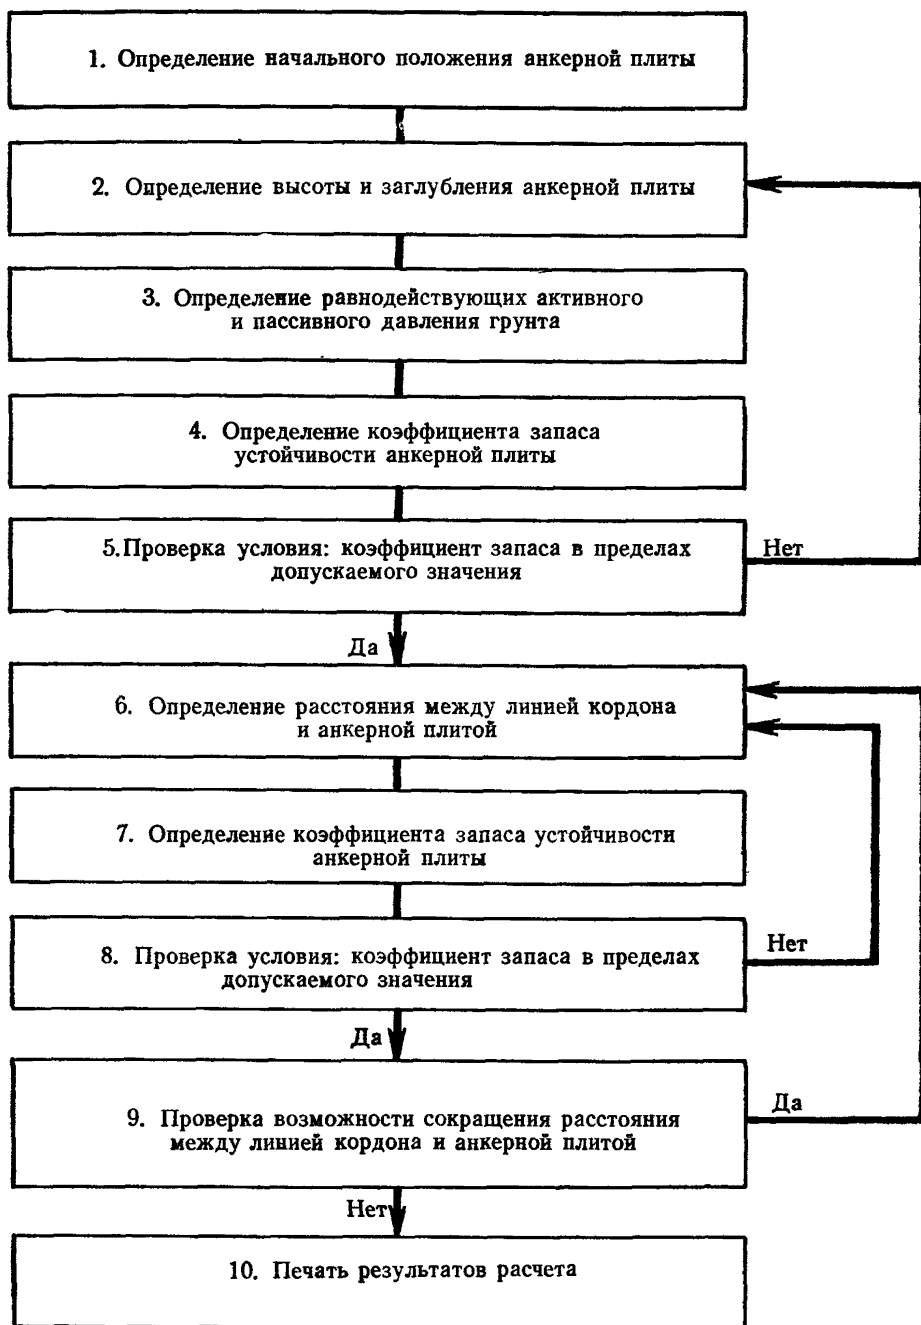 1. Определение начального положения анкерной плиты
2. Определение высоты и заглубления анкерной плиты
3. Определение равнодействующих активного
и пассивного давления грунта
4. Определение коэффициента запаса
устойчивости анкерной плиты
5.Проверка условия: коэффициент запаса в пределах
допускаемого значения
Нет
Да
6. Определение расстояния между линией кордона
и анкерной плитой
7. Определение коэффициента запаса устойчивости
анкерной плиты
8. Проверка условия: коэффициент запаса в пределах
допускаемого значения
Нет
Да
9. Проверка возможности сокращения расстояния
между линией кордона и анкерной плитой
Да
Нет
10. Печать результатов расчета